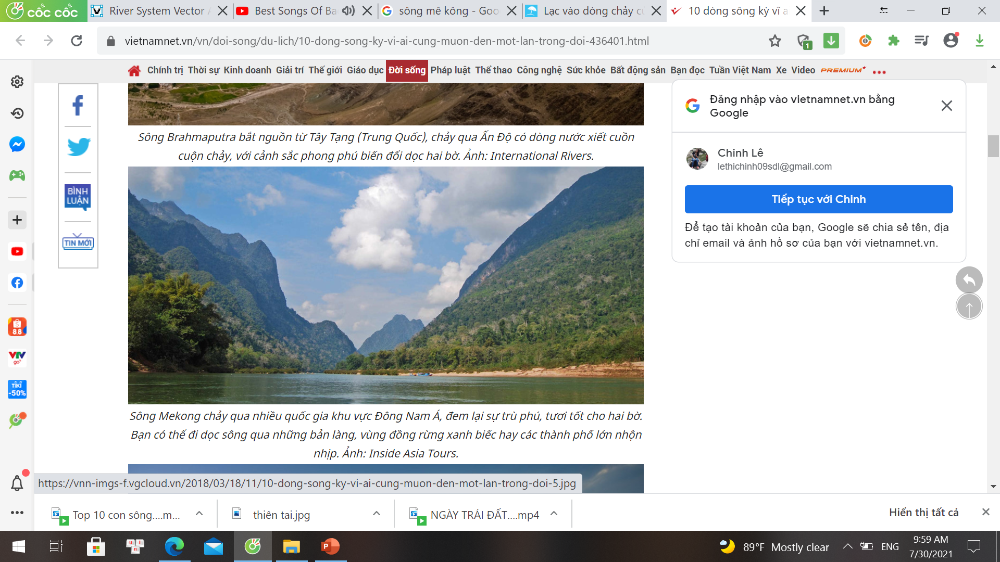 cốc cốc
River System Vector
Best Songs Of Ba
sông mê kông - Goo
Lạc vào dòng chảy c
10 dòng sông kỳ vĩ a
vietnamnet.vn/vn/doi-song/du-lich/10-dong-song-ky-vi-ai-cung-muon-den-mot-lan-trong-doi-436401.html
1
Chính trị Thời sự Kinh doanh Giải trí Thế giới Giáo dục Đời sống Pháp luật Thể thao Công nghệ Sức khỏe Bất động sản Bạn đọc Tuần Việt Nam Xe Video PREMIUM
BÌNH
LUẬN
TIN MỚI
Sông Brahmaputra bắt nguồn từ Tây Tạng (Trung Quốc), chảy qua Ấn Độ có dòng nước xiết cuồn
cuộn chảy, với cảnh sắc phong phú biến đổi dọc hai bờ. Ảnh: International Rivers.
Đăng nhập vào vietnamnet.vn bằng
Google
Chinh Lê
lethichinh09sdl@gmail.com
Tiếp tục với Chinh
Để tạo tài khoản của bạn, Google sẽ chia sẻ tên, địa
chỉ email và ảnh hồ sơ của bạn với vietnamnet.vn.
S
88
VTV
go
TIKI
-50%
Sông Mekong chảy qua nhiều quốc gia khu vực Đông Nam Á, đem lại sự trù phú, tươi tốt cho hai bờ.
Bạn có thể đi dọc sông qua những bản làng, vùng đồng rừng xanh biếc hay các thành phố lớn nhộn
nhịp. Ảnh: Inside Asia Tours.
https://vnn-imgs-f.vgcloud.vn/2018/03/18/11/10-dong-song-ky-vi-ai-cung-muon-den-mot-lan-trong-doi-5.jpg
Top 10 con sông....m...
thiên tai.jpg
NGÀY TRÁI ĐẤT....mp4
Hiển thị tất cả
U
n
i
P
89°F Mostly clear
ENG
9:59 AM
7/30/2021